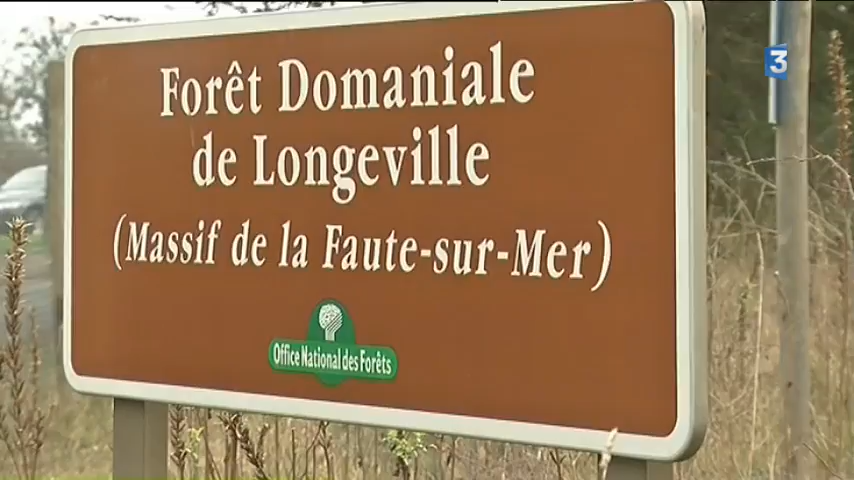 3
Forêt Domaniale
de Longeville
(Massif de la Faute-sur-Mer)
Office National des Forêts